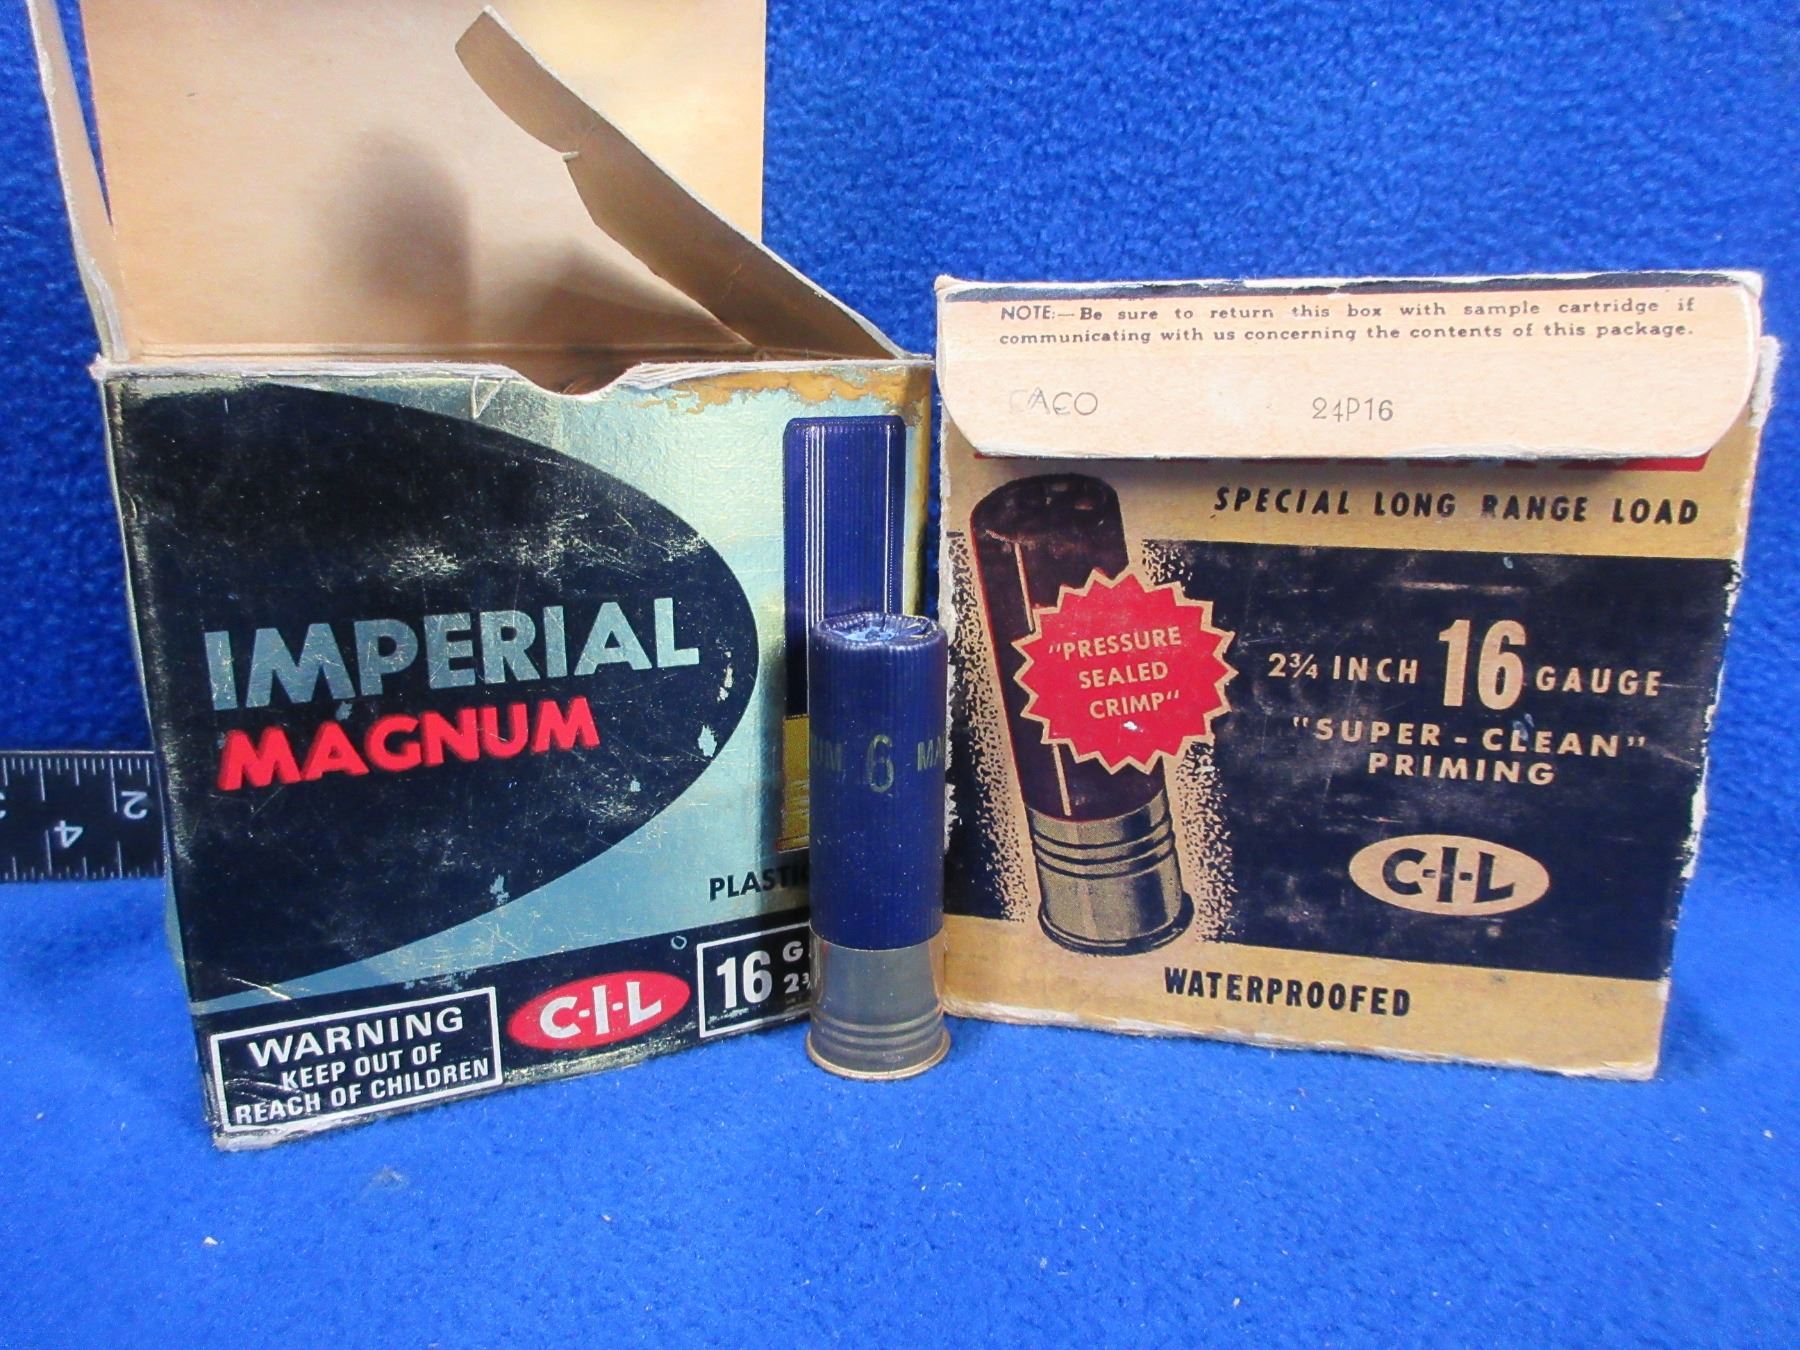 IMPERIAL
MAGNUM
C-I-L
16
WARNING
KEEP OUT OF
REACH OF CHILDREN
6
2
4
NOTE:—Be sure to return this box with sample cartridge if
communicating with us concerning the contents of this package.
24P16
SPECIAL LONG RANGE LOAD
"PRESSURE
SEALED
CRIMP"
2¾ INCH 16 GAUGE
"SUPER-CLEAN"
PRIMING
C-I-L
WATERPROOFED